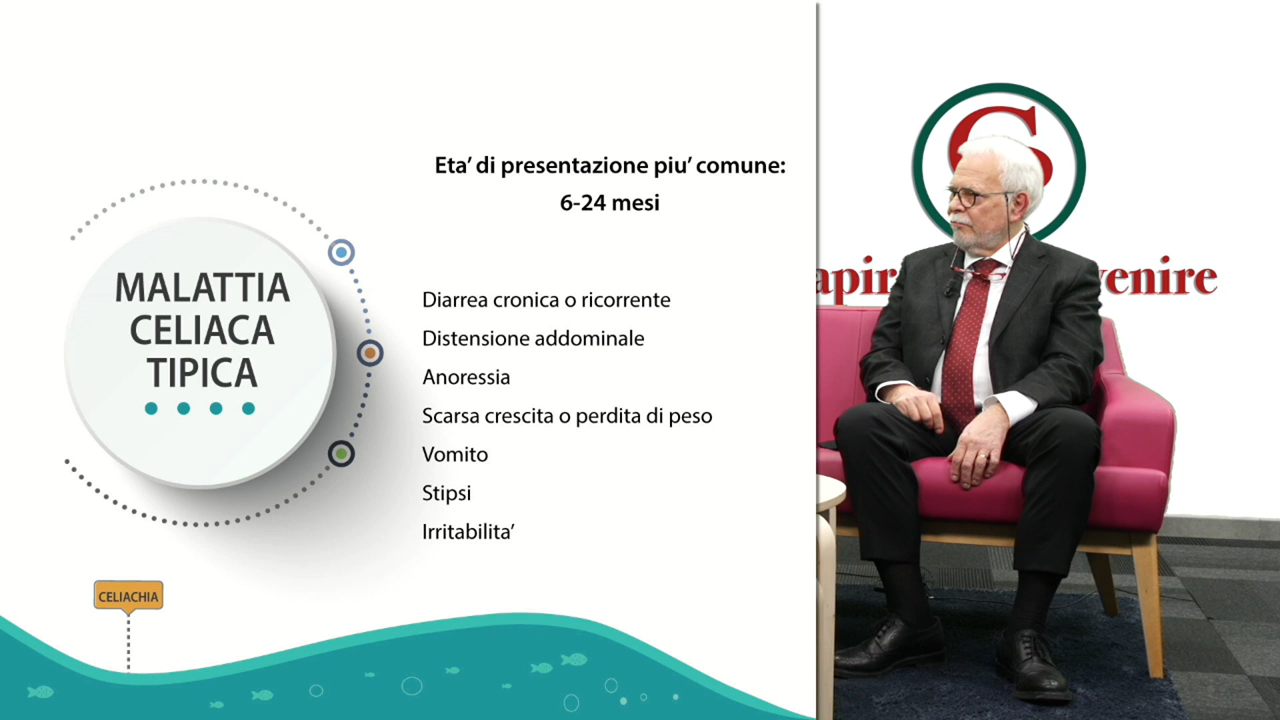 Eta’ di presentazione piu’ comune:
6-24 mesi
MALATTIA
CELIACA
TIPICA
Diarrea cronica o ricorrente
Distensione addominale
Anoressia
Scarsa crescita o perdita di peso
Vomito
Stipsi
Irritabilita’
CELIACHIA